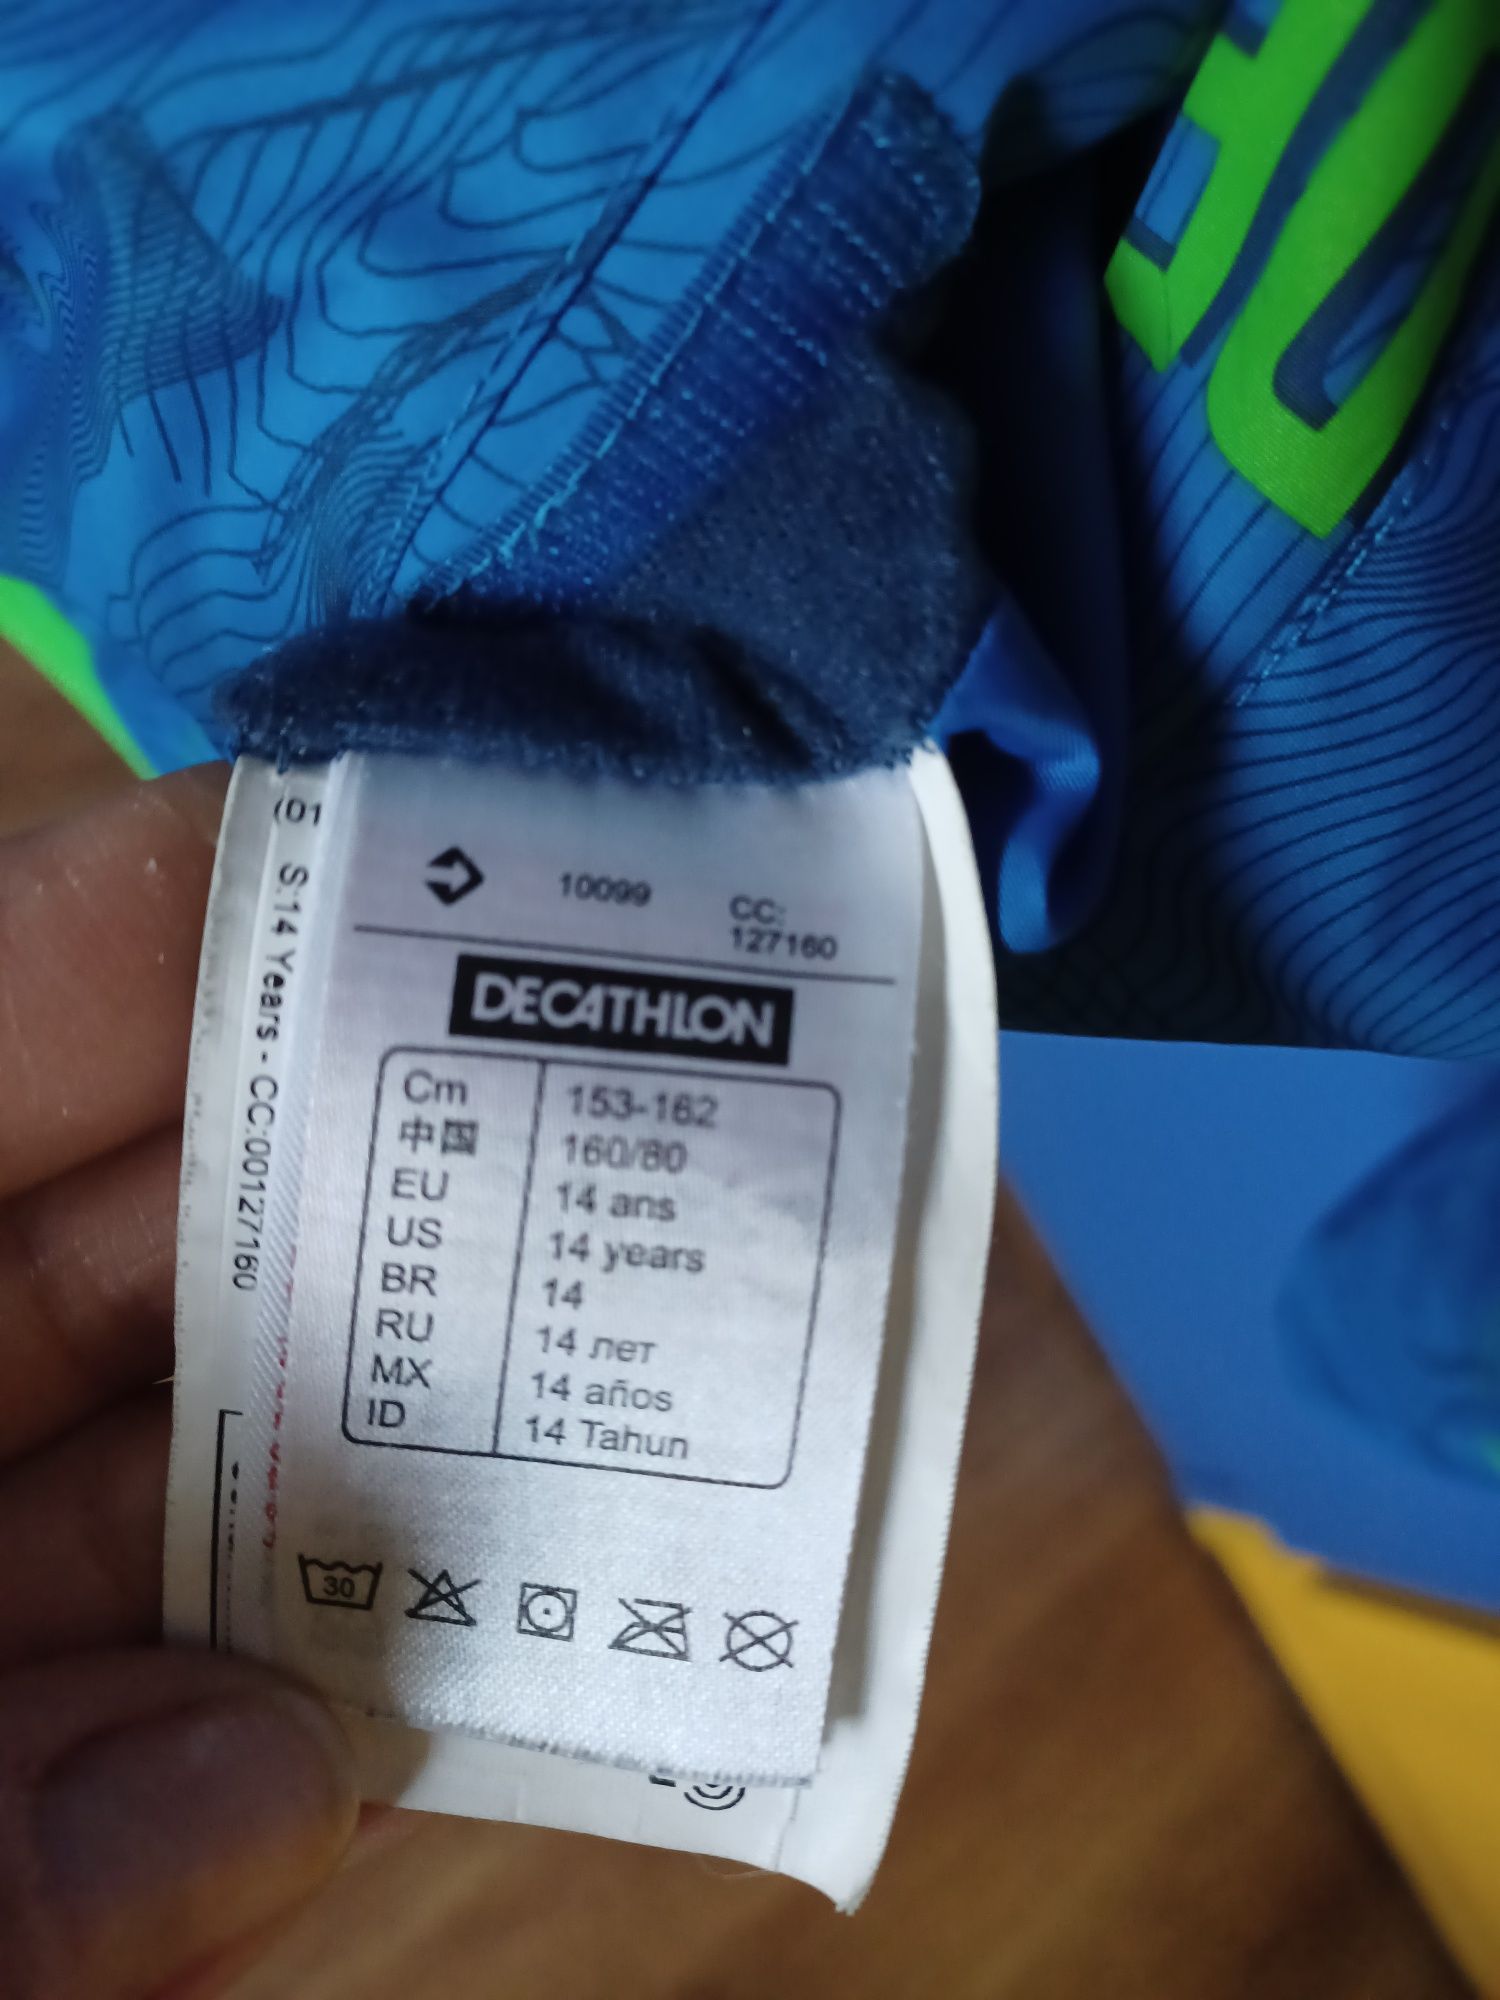 (01
S:14 Years - CC:00127160
10099
CC:
127160
DECATHLON
Cm 153-162
中国 160/80
EU 14 ans
US 14 years
BR 14
RU 14 лет
MX 14 años
ID 14 Tahun
30